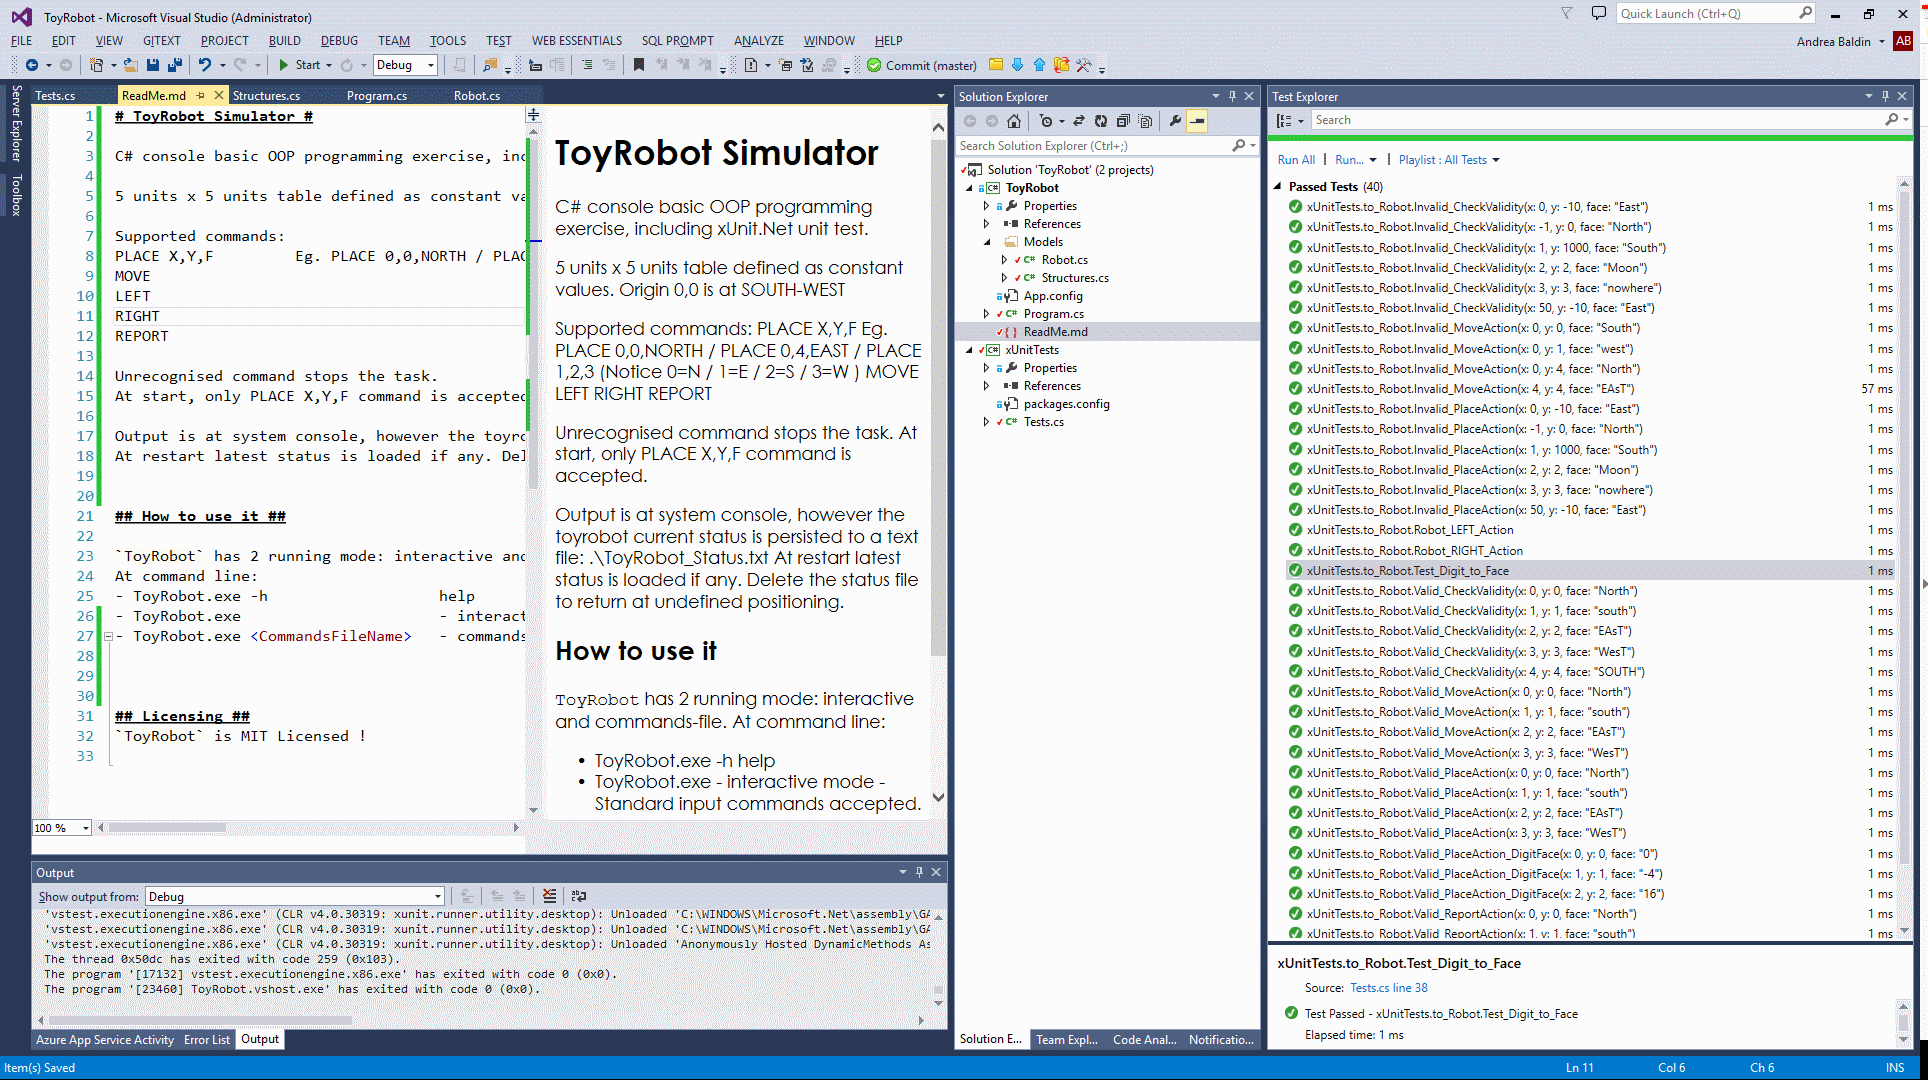 ToyRobot - Microsoft Visual Studio (Administrator)
Quick Launch (Ctrl+Q)
FILE EDIT VIEW GITEXT PROJECT BUILD DEBUG TEAM TOOLS TEST WEB ESSENTIALS SQL PROMPT ANALYZE WINDOW HELP
Andrea Baldin AB
Start Debug Commit (master)
Server Explorer
Toolbox
Tests.cs ReadMe.md Structures.cs Program.cs Robot.cs
1 # ToyRobot Simulator #
2
3 C# console basic OOP programming exercise, inc
4
5 5 units x 5 units table defined as constant va
6
7 Supported commands:
8 PLACE X,Y,F Eg. PLACE 0,0,NORTH / PLAC
9 MOVE
10 LEFT
11 RIGHT
12 REPORT
13
14 Unrecognised command stops the task.
15 At start, only PLACE X,Y,F command is accepted
16
17 Output is at system console, however the toyro
18 At restart latest status is loaded if any. Del
19
20
21 ## How to use it ##
22
23 `ToyRobot` has 2 running mode: interactive and
24 At command line:
25 - ToyRobot.exe -h help
26 - ToyRobot.exe - interact
27 - ToyRobot.exe <CommandsFileName> - commands
28
29
30
31 ## Licensing ##
32 `ToyRobot` is MIT Licensed !
33
100 %
ToyRobot Simulator
C# console basic OOP programming
exercise, including xUnit.Net unit test.
5 units x 5 units table defined as constant
values. Origin 0,0 is at SOUTH-WEST
Supported commands: PLACE X,Y,F Eg.
PLACE 0,0,NORTH / PLACE 0,4,EAST / PLACE
1,2,3 (Notice 0=N / 1=E / 2=S / 3=W ) MOVE
LEFT RIGHT REPORT
Unrecognised command stops the task. At
start, only PLACE X,Y,F command is
accepted.
Output is at system console, however the
toyrobot current status is persisted to a text
file: .\ToyRobot_Status.txt At restart latest
status is loaded if any. Delete the status file
to return at undefined positioning.
How to use it
ToyRobot has 2 running mode: interactive
and commands-file. At command line:
• ToyRobot.exe -h help
• ToyRobot.exe - interactive mode -
Standard input commands accepted.
Output
Show output from: Debug
'vstest.executionengine.x86.exe' (CLR v4.0.30319: xunit.runner.utility.desktop): Unloaded 'C:\WINDOWS\Microsoft.Net\assembly\GA
'vstest.executionengine.x86.exe' (CLR v4.0.30319: xunit.runner.utility.desktop): Unloaded 'C:\WINDOWS\Microsoft.Net\assembly\GA
'vstest.executionengine.x86.exe' (CLR v4.0.30319: xunit.runner.utility.desktop): Unloaded 'Anonymously Hosted DynamicMethods As
The thread 0x50dc has exited with code 259 (0x103).
The program '[17132] vstest.executionengine.x86.exe' has exited with code 0 (0x0).
The program '[23460] ToyRobot.vshost.exe' has exited with code 0 (0x0).
Azure App Service Activity Error List Output
Solution Explorer
Search Solution Explorer (Ctrl+;)
Solution 'ToyRobot' (2 projects)
ToyRobot
Properties
References
Models
Robot.cs
Structures.cs
App.config
Program.cs
ReadMe.md
xUnitTests
Properties
References
packages.config
Tests.cs
Solution E... Team Expl... Code Anal... Notificatio...
Test Explorer
Search
Run All | Run... | Playlist : All Tests
Passed Tests (40)
xUnitTests.to_Robot.Invalid_CheckValidity(x: 0, y: -10, face: "East") 1 ms
xUnitTests.to_Robot.Invalid_CheckValidity(x: -1, y: 0, face: "North") 1 ms
xUnitTests.to_Robot.Invalid_CheckValidity(x: 1, y: 1000, face: "South") 1 ms
xUnitTests.to_Robot.Invalid_CheckValidity(x: 2, y: 2, face: "Moon") 1 ms
xUnitTests.to_Robot.Invalid_CheckValidity(x: 3, y: 3, face: "nowhere") 1 ms
xUnitTests.to_Robot.Invalid_CheckValidity(x: 50, y: -10, face: "East") 1 ms
xUnitTests.to_Robot.Invalid_MoveAction(x: 0, y: 0, face: "South") 1 ms
xUnitTests.to_Robot.Invalid_MoveAction(x: 0, y: 1, face: "west") 1 ms
xUnitTests.to_Robot.Invalid_MoveAction(x: 0, y: 4, face: "North") 1 ms
xUnitTests.to_Robot.Invalid_MoveAction(x: 4, y: 4, face: "EAsT") 57 ms
xUnitTests.to_Robot.Invalid_PlaceAction(x: 0, y: -10, face: "East") 1 ms
xUnitTests.to_Robot.Invalid_PlaceAction(x: -1, y: 0, face: "North") 1 ms
xUnitTests.to_Robot.Invalid_PlaceAction(x: 1, y: 1000, face: "South") 1 ms
xUnitTests.to_Robot.Invalid_PlaceAction(x: 2, y: 2, face: "Moon") 1 ms
xUnitTests.to_Robot.Invalid_PlaceAction(x: 3, y: 3, face: "nowhere") 1 ms
xUnitTests.to_Robot.Invalid_PlaceAction(x: 50, y: -10, face: "East") 1 ms
xUnitTests.to_Robot.Robot_LEFT_Action 1 ms
xUnitTests.to_Robot.Robot_RIGHT_Action 1 ms
xUnitTests.to_Robot.Test_Digit_to_Face 1 ms
xUnitTests.to_Robot.Valid_CheckValidity(x: 0, y: 0, face: "North") 1 ms
xUnitTests.to_Robot.Valid_CheckValidity(x: 1, y: 1, face: "south") 1 ms
xUnitTests.to_Robot.Valid_CheckValidity(x: 2, y: 2, face: "EAsT") 1 ms
xUnitTests.to_Robot.Valid_CheckValidity(x: 3, y: 3, face: "WesT") 1 ms
xUnitTests.to_Robot.Valid_CheckValidity(x: 4, y: 4, face: "SOUTH") 1 ms
xUnitTests.to_Robot.Valid_MoveAction(x: 0, y: 0, face: "North") 1 ms
xUnitTests.to_Robot.Valid_MoveAction(x: 1, y: 1, face: "south") 1 ms
xUnitTests.to_Robot.Valid_MoveAction(x: 2, y: 2, face: "EAsT") 1 ms
xUnitTests.to_Robot.Valid_MoveAction(x: 3, y: 3, face: "WesT") 1 ms
xUnitTests.to_Robot.Valid_PlaceAction(x: 0, y: 0, face: "North") 1 ms
xUnitTests.to_Robot.Valid_PlaceAction(x: 1, y: 1, face: "south") 1 ms
xUnitTests.to_Robot.Valid_PlaceAction(x: 2, y: 2, face: "EAsT") 1 ms
xUnitTests.to_Robot.Valid_PlaceAction(x: 3, y: 3, face: "WesT") 1 ms
xUnitTests.to_Robot.Valid_PlaceAction_DigitFace(x: 0, y: 0, face: "0") 1 ms
xUnitTests.to_Robot.Valid_PlaceAction_DigitFace(x: 1, y: 1, face: "-4") 1 ms
xUnitTests.to_Robot.Valid_PlaceAction_DigitFace(x: 2, y: 2, face: "16") 1 ms
xUnitTests.to_Robot.Valid_ReportAction(x: 0, y: 0, face: "North") 1 ms
xUnitTests.to_Robot.Valid_ReportAction(x: 1, y: 1, face: "south") 1 ms
xUnitTests.to_Robot.Test_Digit_to_Face
Source: Tests.cs line 38
Test Passed - xUnitTests.to_Robot.Test_Digit_to_Face
Elapsed time: 1 ms
Item(s) Saved Ln 11 Col 6 Ch 6 INS